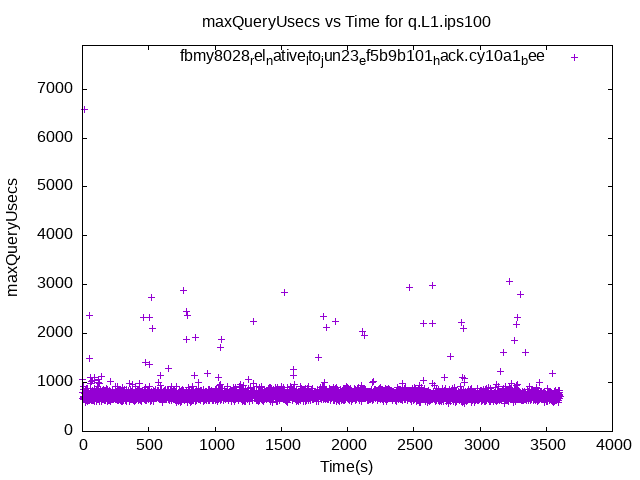 maxQueryUsecs vs Time for q.L1.ips100
fbmy8028relnativeltojun23ef5b9b101hack.cy10a1bee
7000
6000
5000
4000
3000
2000
1000
0
maxQueryUsecs
0 500 1000 1500 2000 2500 3000 3500 4000
Time(s)